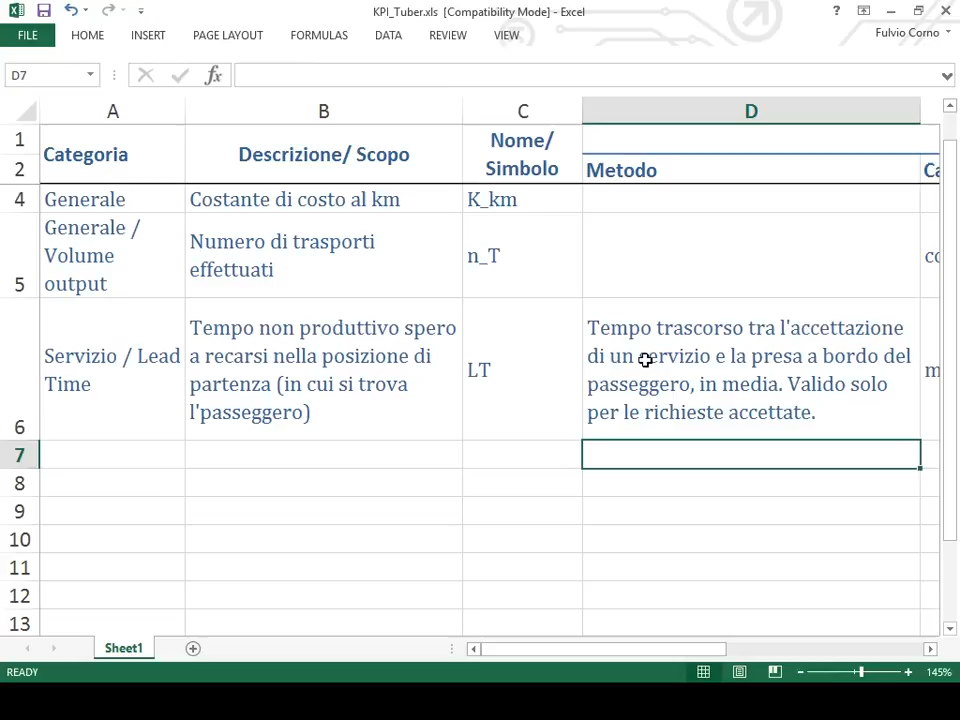 KPI_Tuber.xls [Compatibility Mode] - Excel
?
FILE HOME INSERT PAGE LAYOUT FORMULAS DATA REVIEW VIEW
Fulvio Corno
D7
fx
A B C D
1
2
Categoria
Descrizione/ Scopo
Nome/
Simbolo
Metodo
Ca
4
Generale
Costante di costo al km
K_km
5
Generale /
Volume
output
Numero di trasporti
effettuati
n_T
co
6
Servizio / Lead
Time
Tempo non produttivo spero
a recarsi nella posizione di
partenza (in cui si trova
l'passeggero)
LT
Tempo trascorso tra l'accettazione
di un servizio e la presa a bordo del
passeggero, in media. Valido solo
per le richieste accettate.
m
7
8
9
10
11
12
13
Sheet1
READY
145%